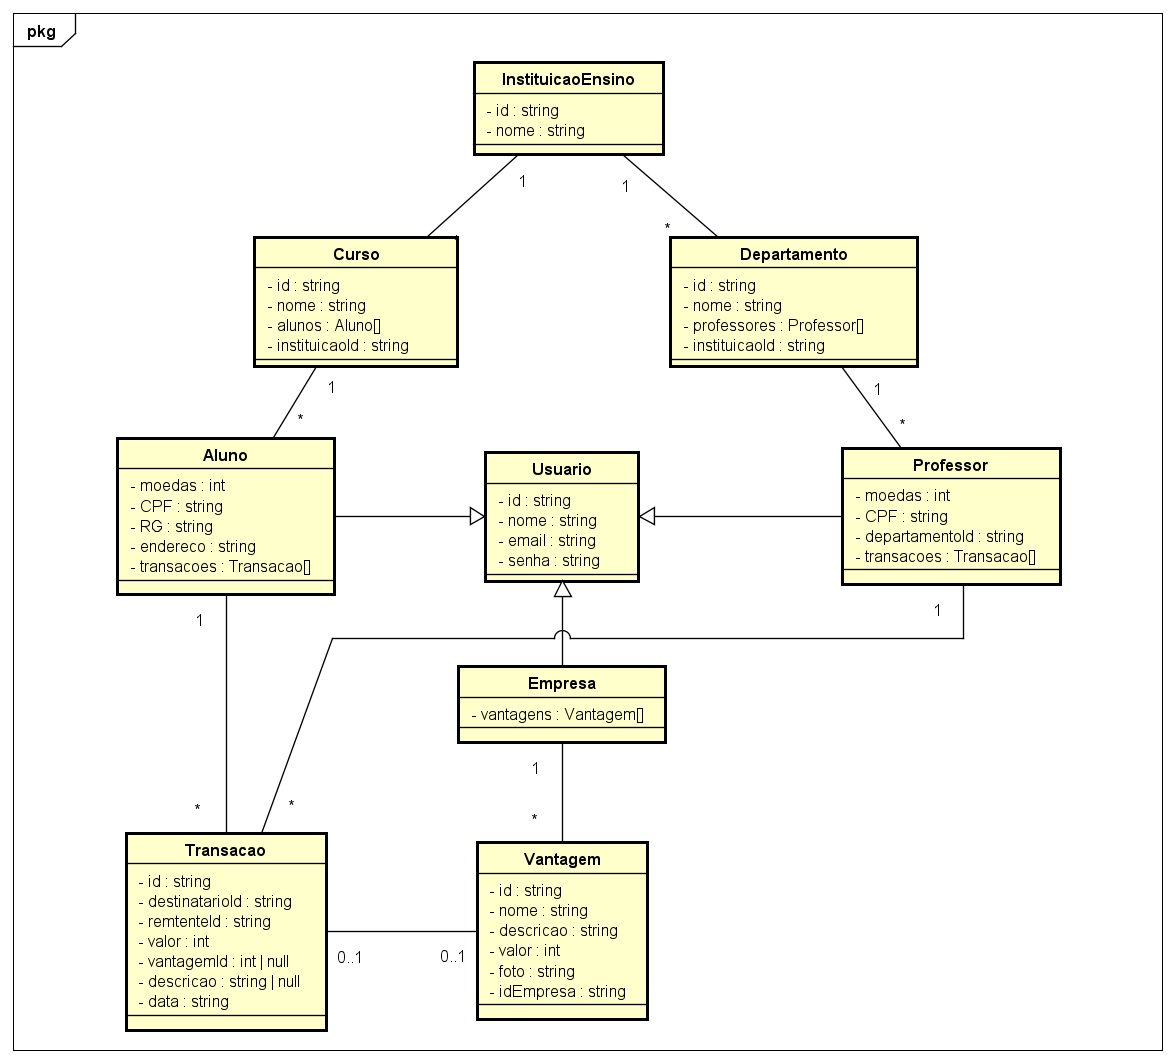 pkg
InstituicaoEnsino
- id : string
- nome : string
1
1
*
Curso
- id : string
- nome : string
- alunos : Aluno[]
- instituicaoId : string
Departamento
- id : string
- nome : string
- professores : Professor[]
- instituicaoId : string
1
*
1
*
Aluno
- moedas : int
- CPF : string
- RG : string
- endereco : string
- transacoes : Transacao[]
Usuario
- id : string
- nome : string
- email : string
- senha : string
Professor
- moedas : int
- CPF : string
- departamentoId : string
- transacoes : Transacao[]
1
1
Empresa
- vantagens : Vantagem[]
1
*
*
*
Transacao
- id : string
- destinatarioId : string
- remtenteId : string
- valor : int
- vantagemId : int | null
- descricao : string | null
- data : string
0..1
0..1
Vantagem
- id : string
- nome : string
- descricao : string
- valor : int
- foto : string
- idEmpresa : string